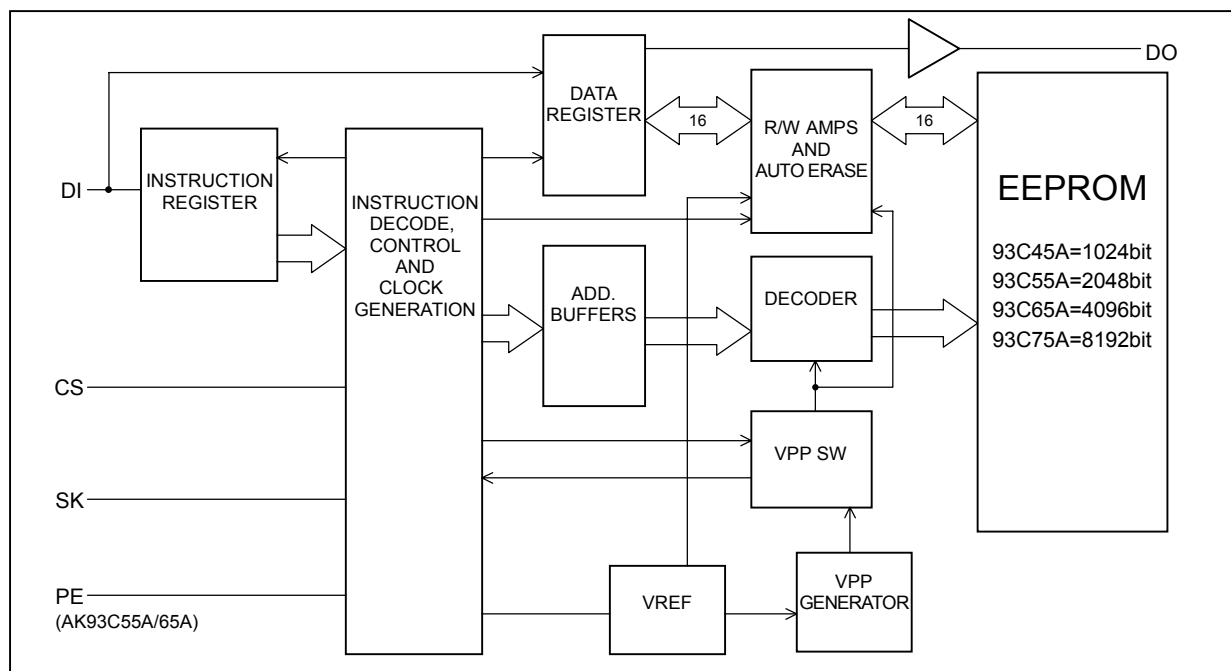 DO
DATA
REGISTER
16
R/W AMPS
AND
AUTO ERASE
16
EEPROM
93C45A=1024bit
93C55A=2048bit
93C65A=4096bit
93C75A=8192bit
DI
INSTRUCTION
REGISTER
INSTRUCTION
DECODE,
CONTROL
AND
CLOCK
GENERATION
ADD.
BUFFERS
DECODER
CS
VPP SW
SK
PE
(AK93C55A/65A)
VREF
VPP
GENERATOR